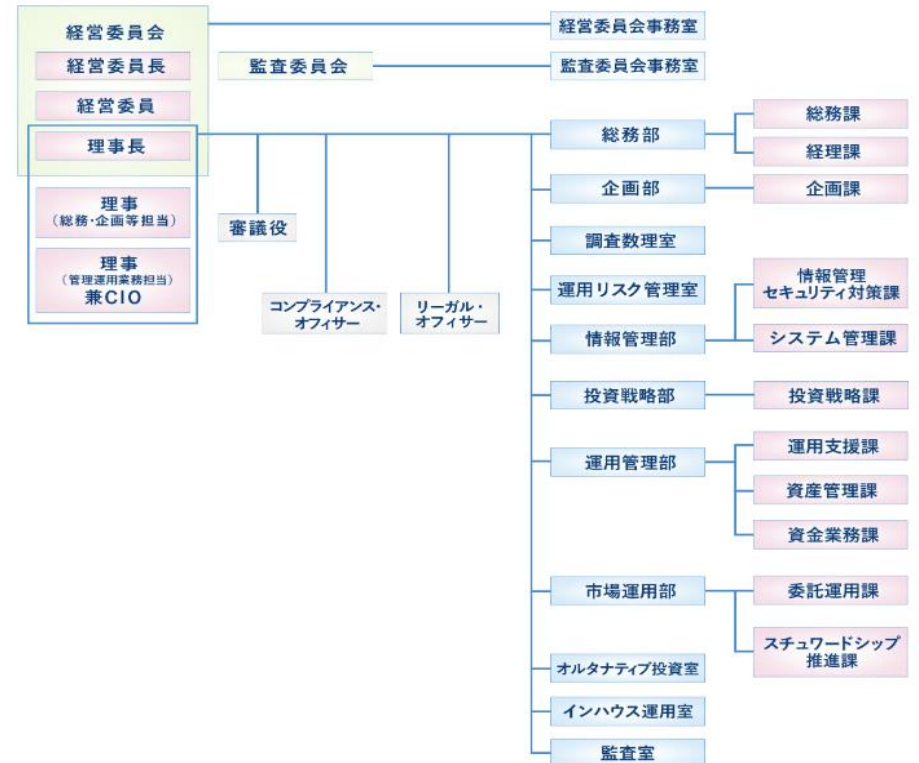 経営委員会
経営委員長
経営委員
理事長
理事
(総務・企画等担当)
理事
(管理運用業務担当)
兼CIO
監査委員会
審議役
コンプライアンス・
オフィサー
リーガル・
オフィサー
経営委員会事務室
監査委員会事務室
総務部
総務課
経理課
企画部
企画課
調査数理室
運用リスク管理室
情報管理部
情報管理
セキュリティ対策課
システム管理課
投資戦略部
投資戦略課
運用管理部
運用支援課
資産管理課
資金業務課
市場運用部
委託運用課
スチュワードシップ
推進課
オルタナティブ投資室
インハウス運用室
監査室